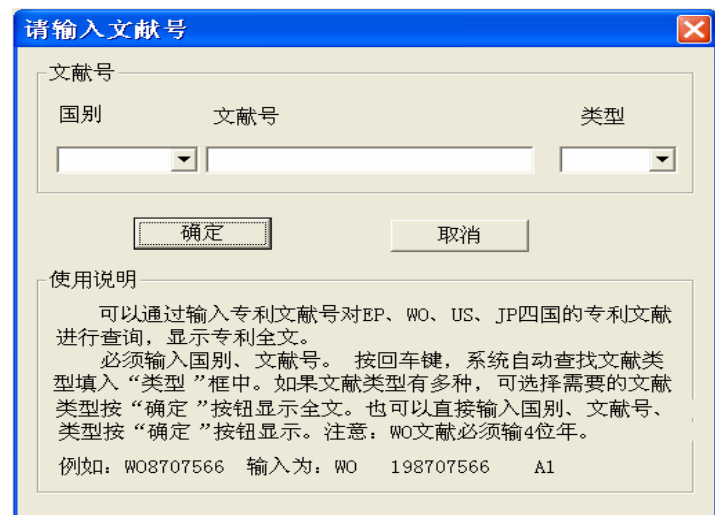 请输入文献号
文献号
国别 文献号 类型
确定 取消
使用说明
可以通过输入专利文献号对EP、WO、US、JP四国的专利文献
进行查询，显示专利全文。
必须输入国别、文献号。 按回车键，系统自动查找文献类
型填入“类型 ”框中。如果文献类型有多种，可选择需要的文献
类型按“确定 ”按钮显示全文。也可以直接输入国别、文献号、
类型按“确定 ”按钮显示。注意：WO文献必须输4位年。
例如：WO8707566 输入为：WO 198707566 A1